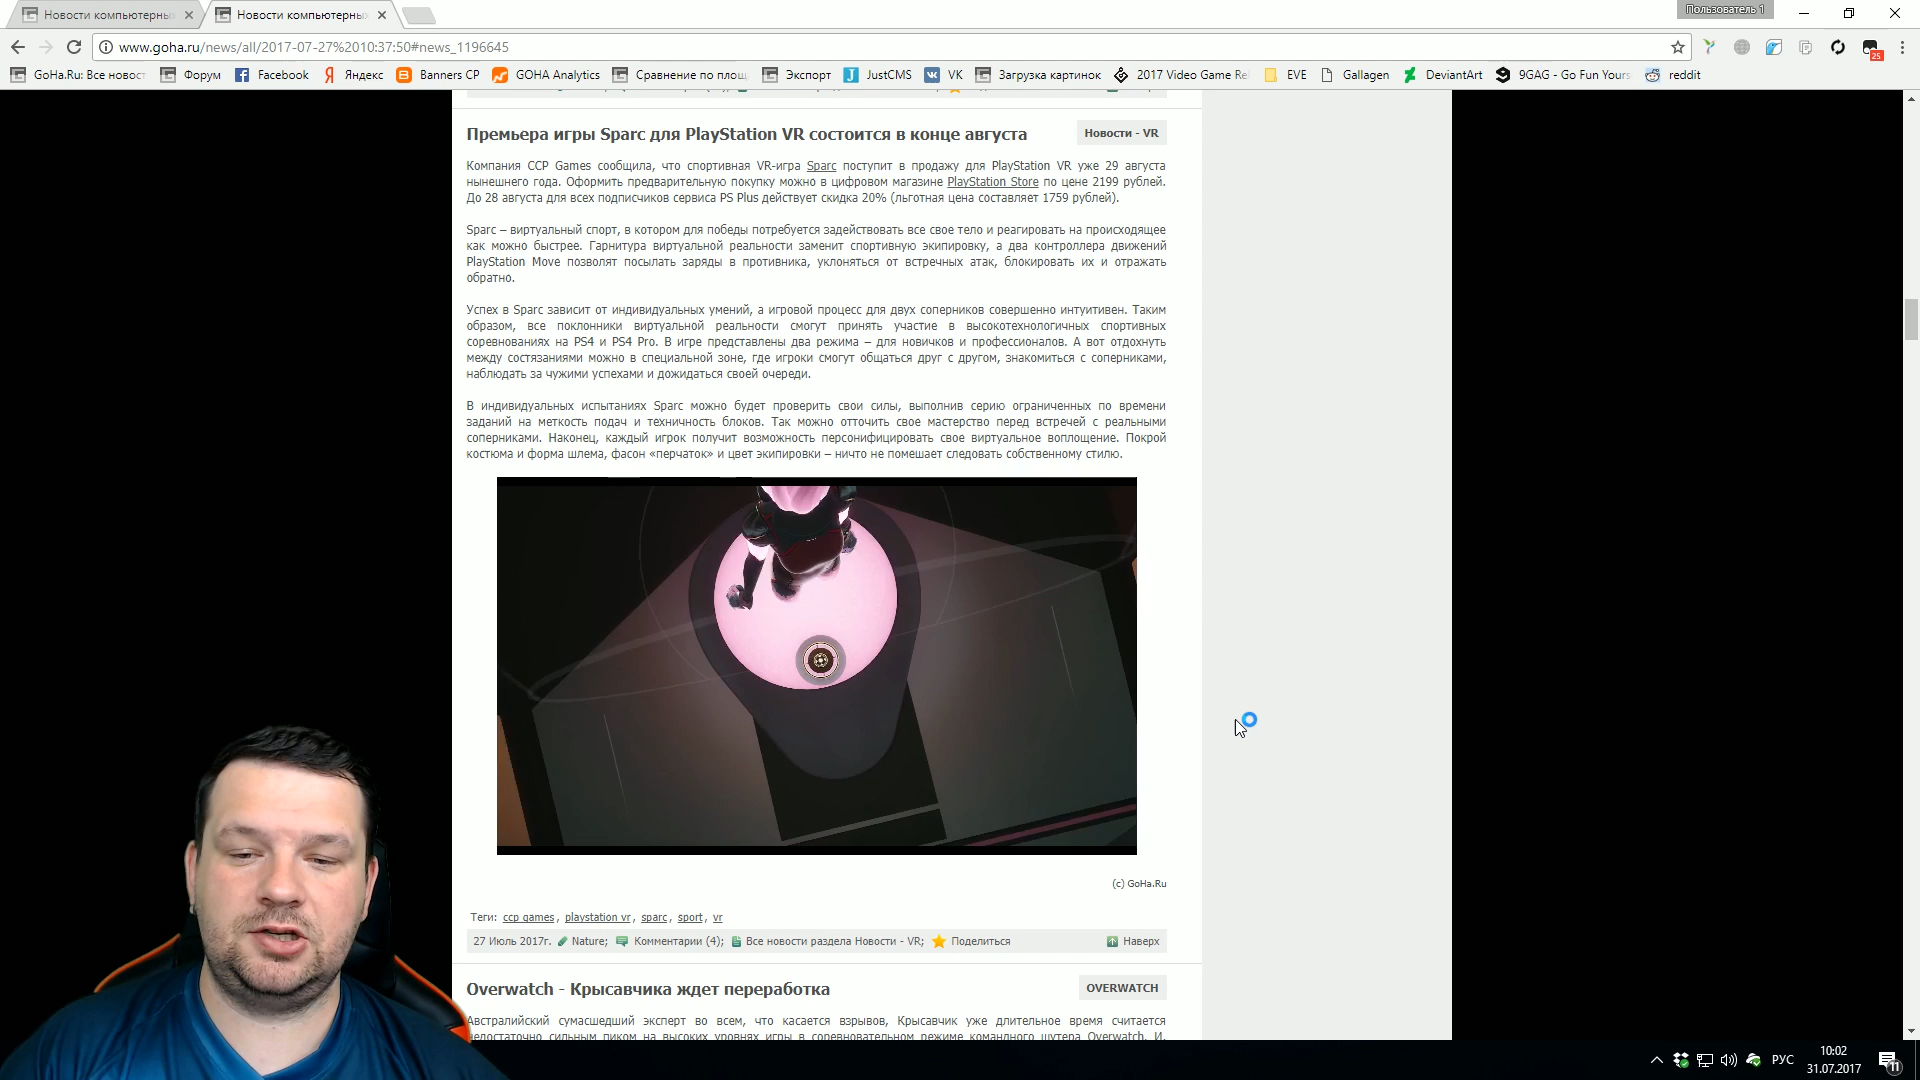 Новости компьютерны
Новости компьютерных
Пользователь 1
www.goha.ru/news/all/2017-07-27%2010:37:50#news_1196645
25
GoHa.Ru: Все новост
Форум
Facebook
Яндекс
Banners CP
GOHA Analytics
Сравнение по площ
Экспорт
JustCMS
VK
Загрузка картинок
2017 Video Game Re
EVE
Gallagen
DeviantArt
9GAG - Go Fun Yours
reddit
Премьера игры Sparc для PlayStation VR состоится в конце августа
Новости - VR
Компания CCP Games сообщила, что спортивная VR-игра Sparc поступит в продажу для PlayStation VR уже 29 августа
нынешнего года. Оформить предварительную покупку можно в цифровом магазине PlayStation Store по цене 2199 рублей.
До 28 августа для всех подписчиков сервиса PS Plus действует скидка 20% (льготная цена составляет 1759 рублей).
Sparc – виртуальный спорт, в котором для победы потребуется задействовать все свое тело и реагировать на происходящее
как можно быстрее. Гарнитура виртуальной реальности заменит спортивную экипировку, а два контроллера движений
PlayStation Move позволят посылать заряды в противника, уклоняться от встречных атак, блокировать их и отражать
обратно.
Успех в Sparc зависит от индивидуальных умений, а игровой процесс для двух соперников совершенно интуитивен. Таким
образом, все поклонники виртуальной реальности смогут принять участие в высокотехнологичных спортивных
соревнованиях на PS4 и PS4 Pro. В игре представлены два режима – для новичков и профессионалов. А вот отдохнуть
между состязаниями можно в специальной зоне, где игроки смогут общаться друг с другом, знакомиться с соперниками,
наблюдать за чужими успехами и дожидаться своей очереди.
В индивидуальных испытаниях Sparc можно будет проверить свои силы, выполнив серию ограниченных по времени
заданий на меткость подач и техничность блоков. Так можно отточить свое мастерство перед встречей с реальными
соперниками. Наконец, каждый игрок получит возможность персонифицировать свое виртуальное воплощение. Покрой
костюма и форма шлема, фасон «перчаток» и цвет экипировки – ничто не помешает следовать собственному стилю.
(c) GoHa.Ru
Теги: ccp games, playstation vr, sparc, sport, vr
27 Июль 2017г. Nature; Комментарии (4); Все новости раздела Новости - VR; Поделиться
Наверх
Overwatch - Крысавчика ждет переработка
OVERWATCH
Австралийский сумасшедший эксперт во всем, что касается взрывов, Крысавчик уже длительное время считается
недостаточно сильным пиком на высоких уровнях игры в соревновательном режиме командного шутера Overwatch. И,
РУС
10:02
31.07.2017
11